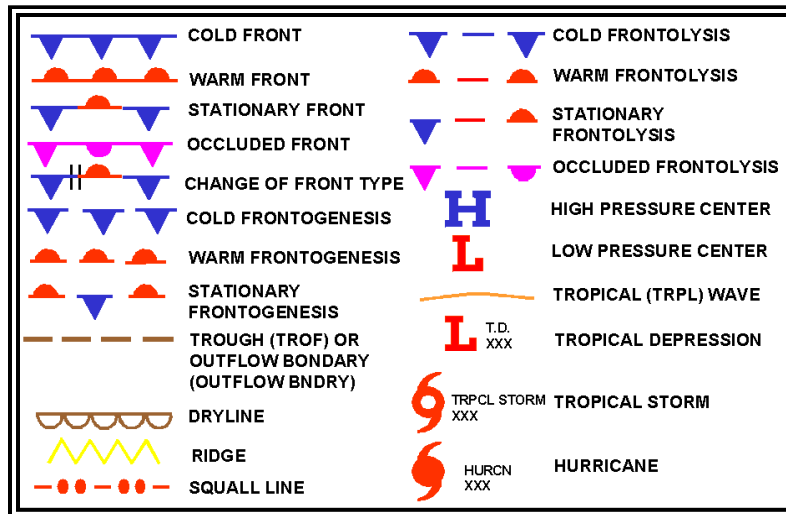 COLD FRONT
WARM FRONT
STATIONARY FRONT
OCCLUDED FRONT
CHANGE OF FRONT TYPE
COLD FRONTOGENESIS
WARM FRONTOGENESIS
STATIONARY
FRONTOGENESIS
TROUGH (TROF) OR
OUTFLOW BONDARY
(OUTFLOW BNDRY)
DRYLINE
RIDGE
SQUALL LINE
COLD FRONTOLYSIS
WARM FRONTOLYSIS
STATIONARY
FRONTOLYSIS
OCCLUDED FRONTOLYSIS
H HIGH PRESSURE CENTER
L LOW PRESSURE CENTER
TROPICAL (TRPL) WAVE
L T.D.
XXX TROPICAL DEPRESSION
TRPCL STORM TROPICAL STORM
XXX
HURCN HURRICANE
XXX